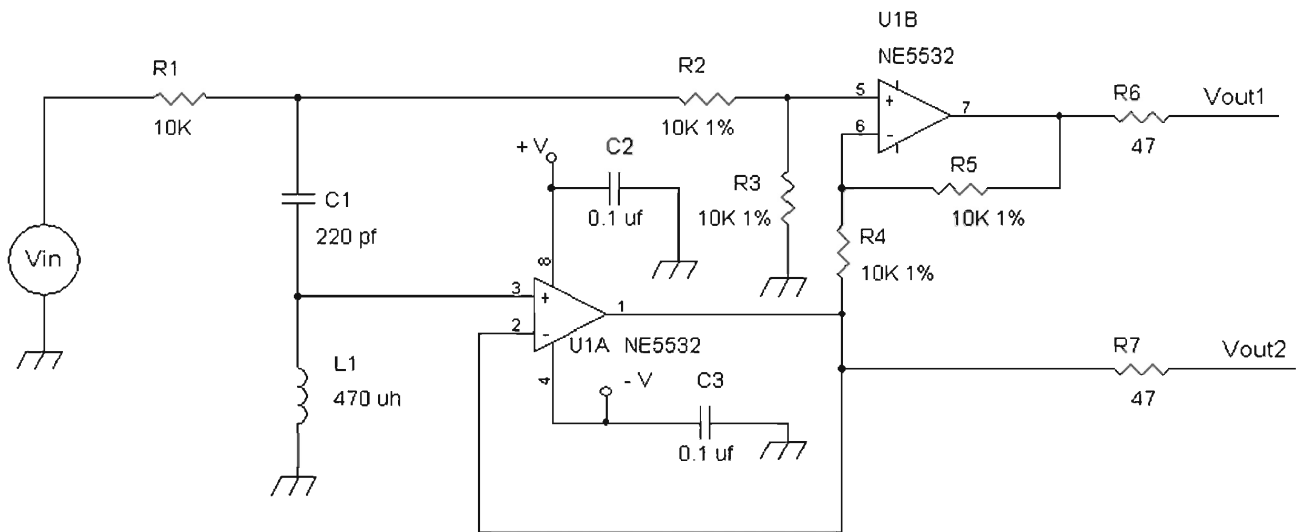 U1B
NE5532
R1
10K
R2
10K 1%
5
+
6
-
7
R6
47
Vout1
+ V
C2
0.1 uf
R3
10K 1%
R5
10K 1%
C1
220 pf
R4
10K 1%
Vin
8
3
+
2
-
1
U1A NE5532
4
R7
47
Vout2
L1
470 uh
- V
C3
0.1 uf